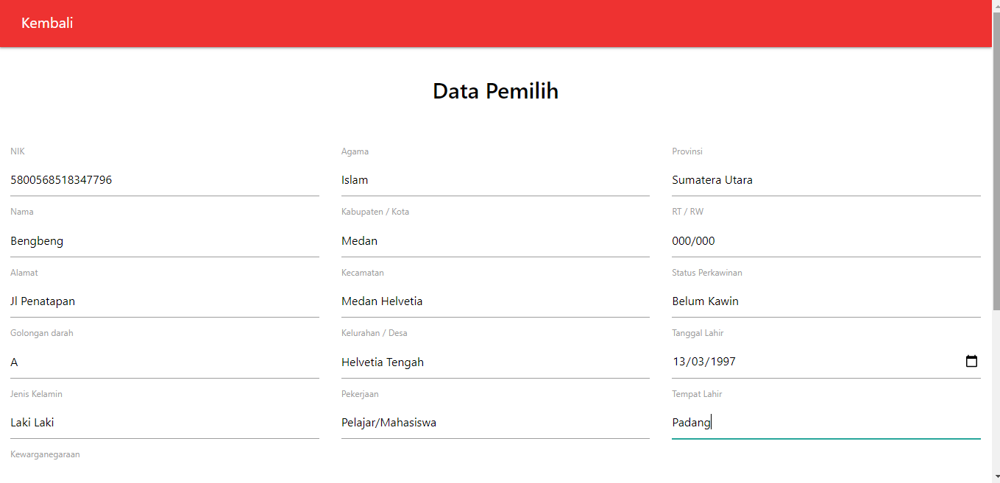 Kembali
Data Pemilih
NIK
5800568518347796
Agama
Islam
Provinsi
Sumatera Utara
Nama
Bengbeng
Kabupaten / Kota
Medan
RT / RW
000/000
Alamat
Jl Penatapan
Kecamatan
Medan Helvetia
Status Perkawinan
Belum Kawin
Golongan darah
A
Kelurahan / Desa
Helvetia Tengah
Tanggal Lahir
13/03/1997
Jenis Kelamin
Laki Laki
Pekerjaan
Pelajar/Mahasiswa
Tempat Lahir
Padang
Kewarganegaraan